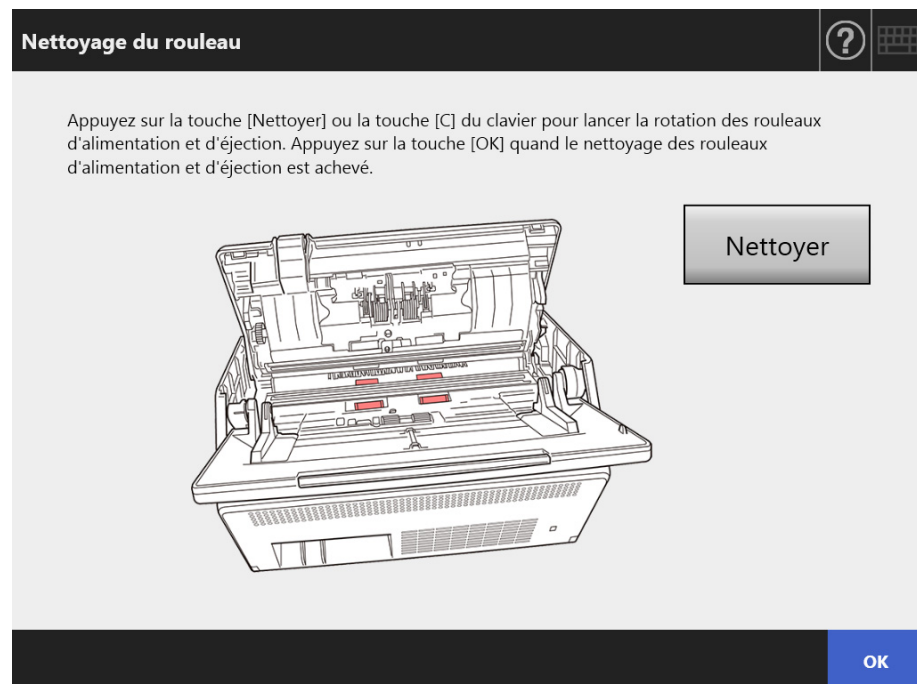 Nettoyage du rouleau
?
Appuyez sur la touche [Nettoyer] ou la touche [C] du clavier pour lancer la rotation des rouleaux
d'alimentation et d'éjection. Appuyez sur la touche [OK] quand le nettoyage des rouleaux
d'alimentation et d'éjection est achevé.
Nettoyer
OK